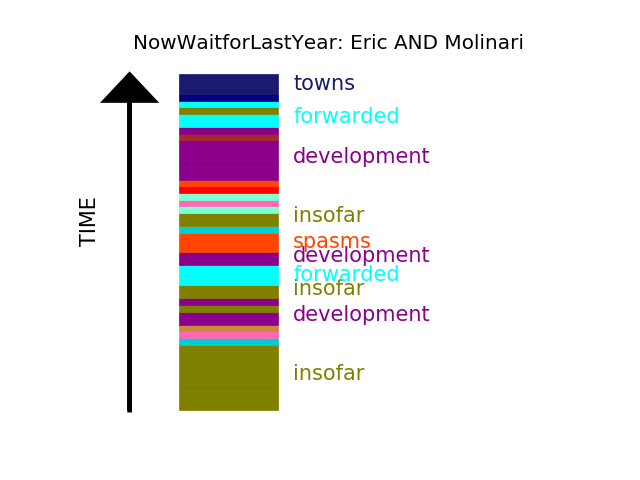 NowWaitforLastYear: Eric AND Molinari
towns
forwarded
development
TIME
insofar
spasms
development
forwarded
insofar
development
insofar